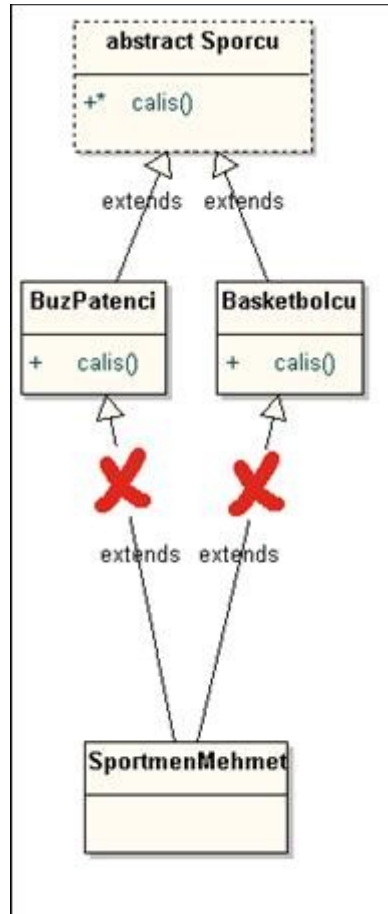 abstract Sporcu
+* calis()
extends extends
BuzPatenci
+ calis()
Basketbolcu
+ calis()
extends extends
SportmenMehmet